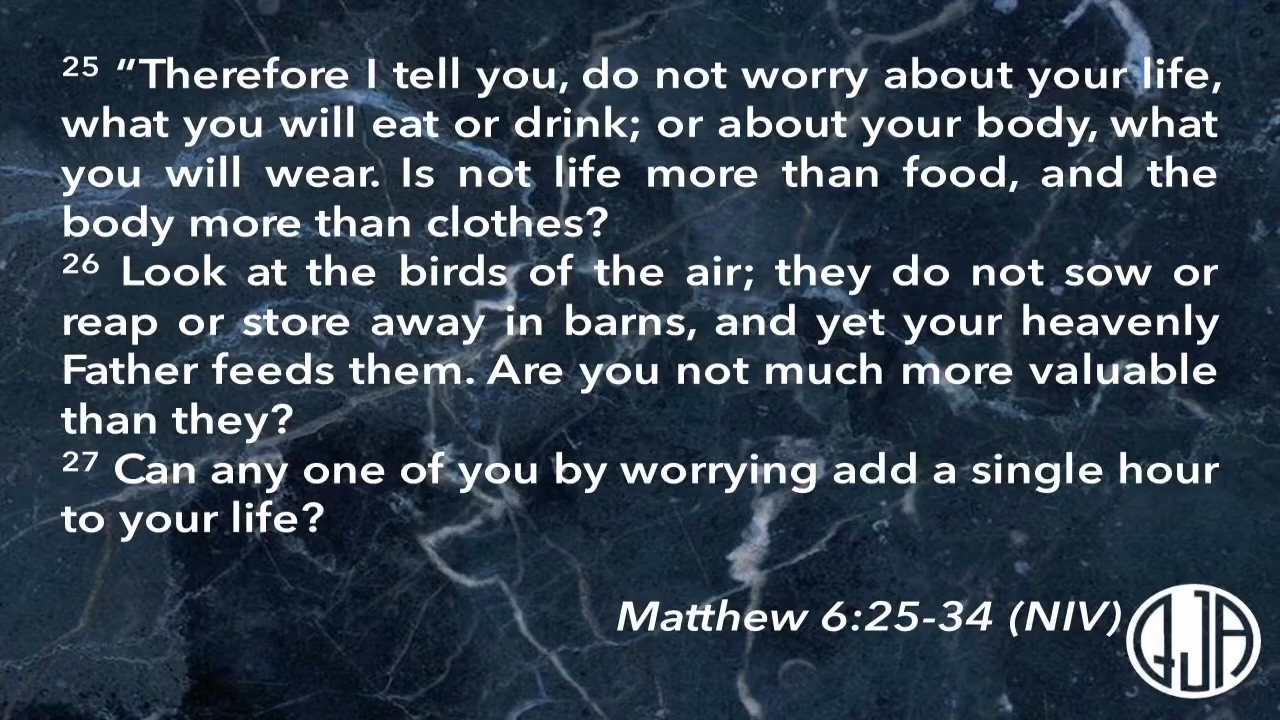 25 “Therefore I tell you, do not worry about your life,
what you will eat or drink; or about your body, what
you will wear. Is not life more than food, and the
body more than clothes?
26 Look at the birds of the air; they do not sow or
reap or store away in barns, and yet your heavenly
Father feeds them. Are you not much more valuable
than they?
27 Can any one of you by worrying add a single hour
to your life?
Matthew 6:25-34 (NIV)